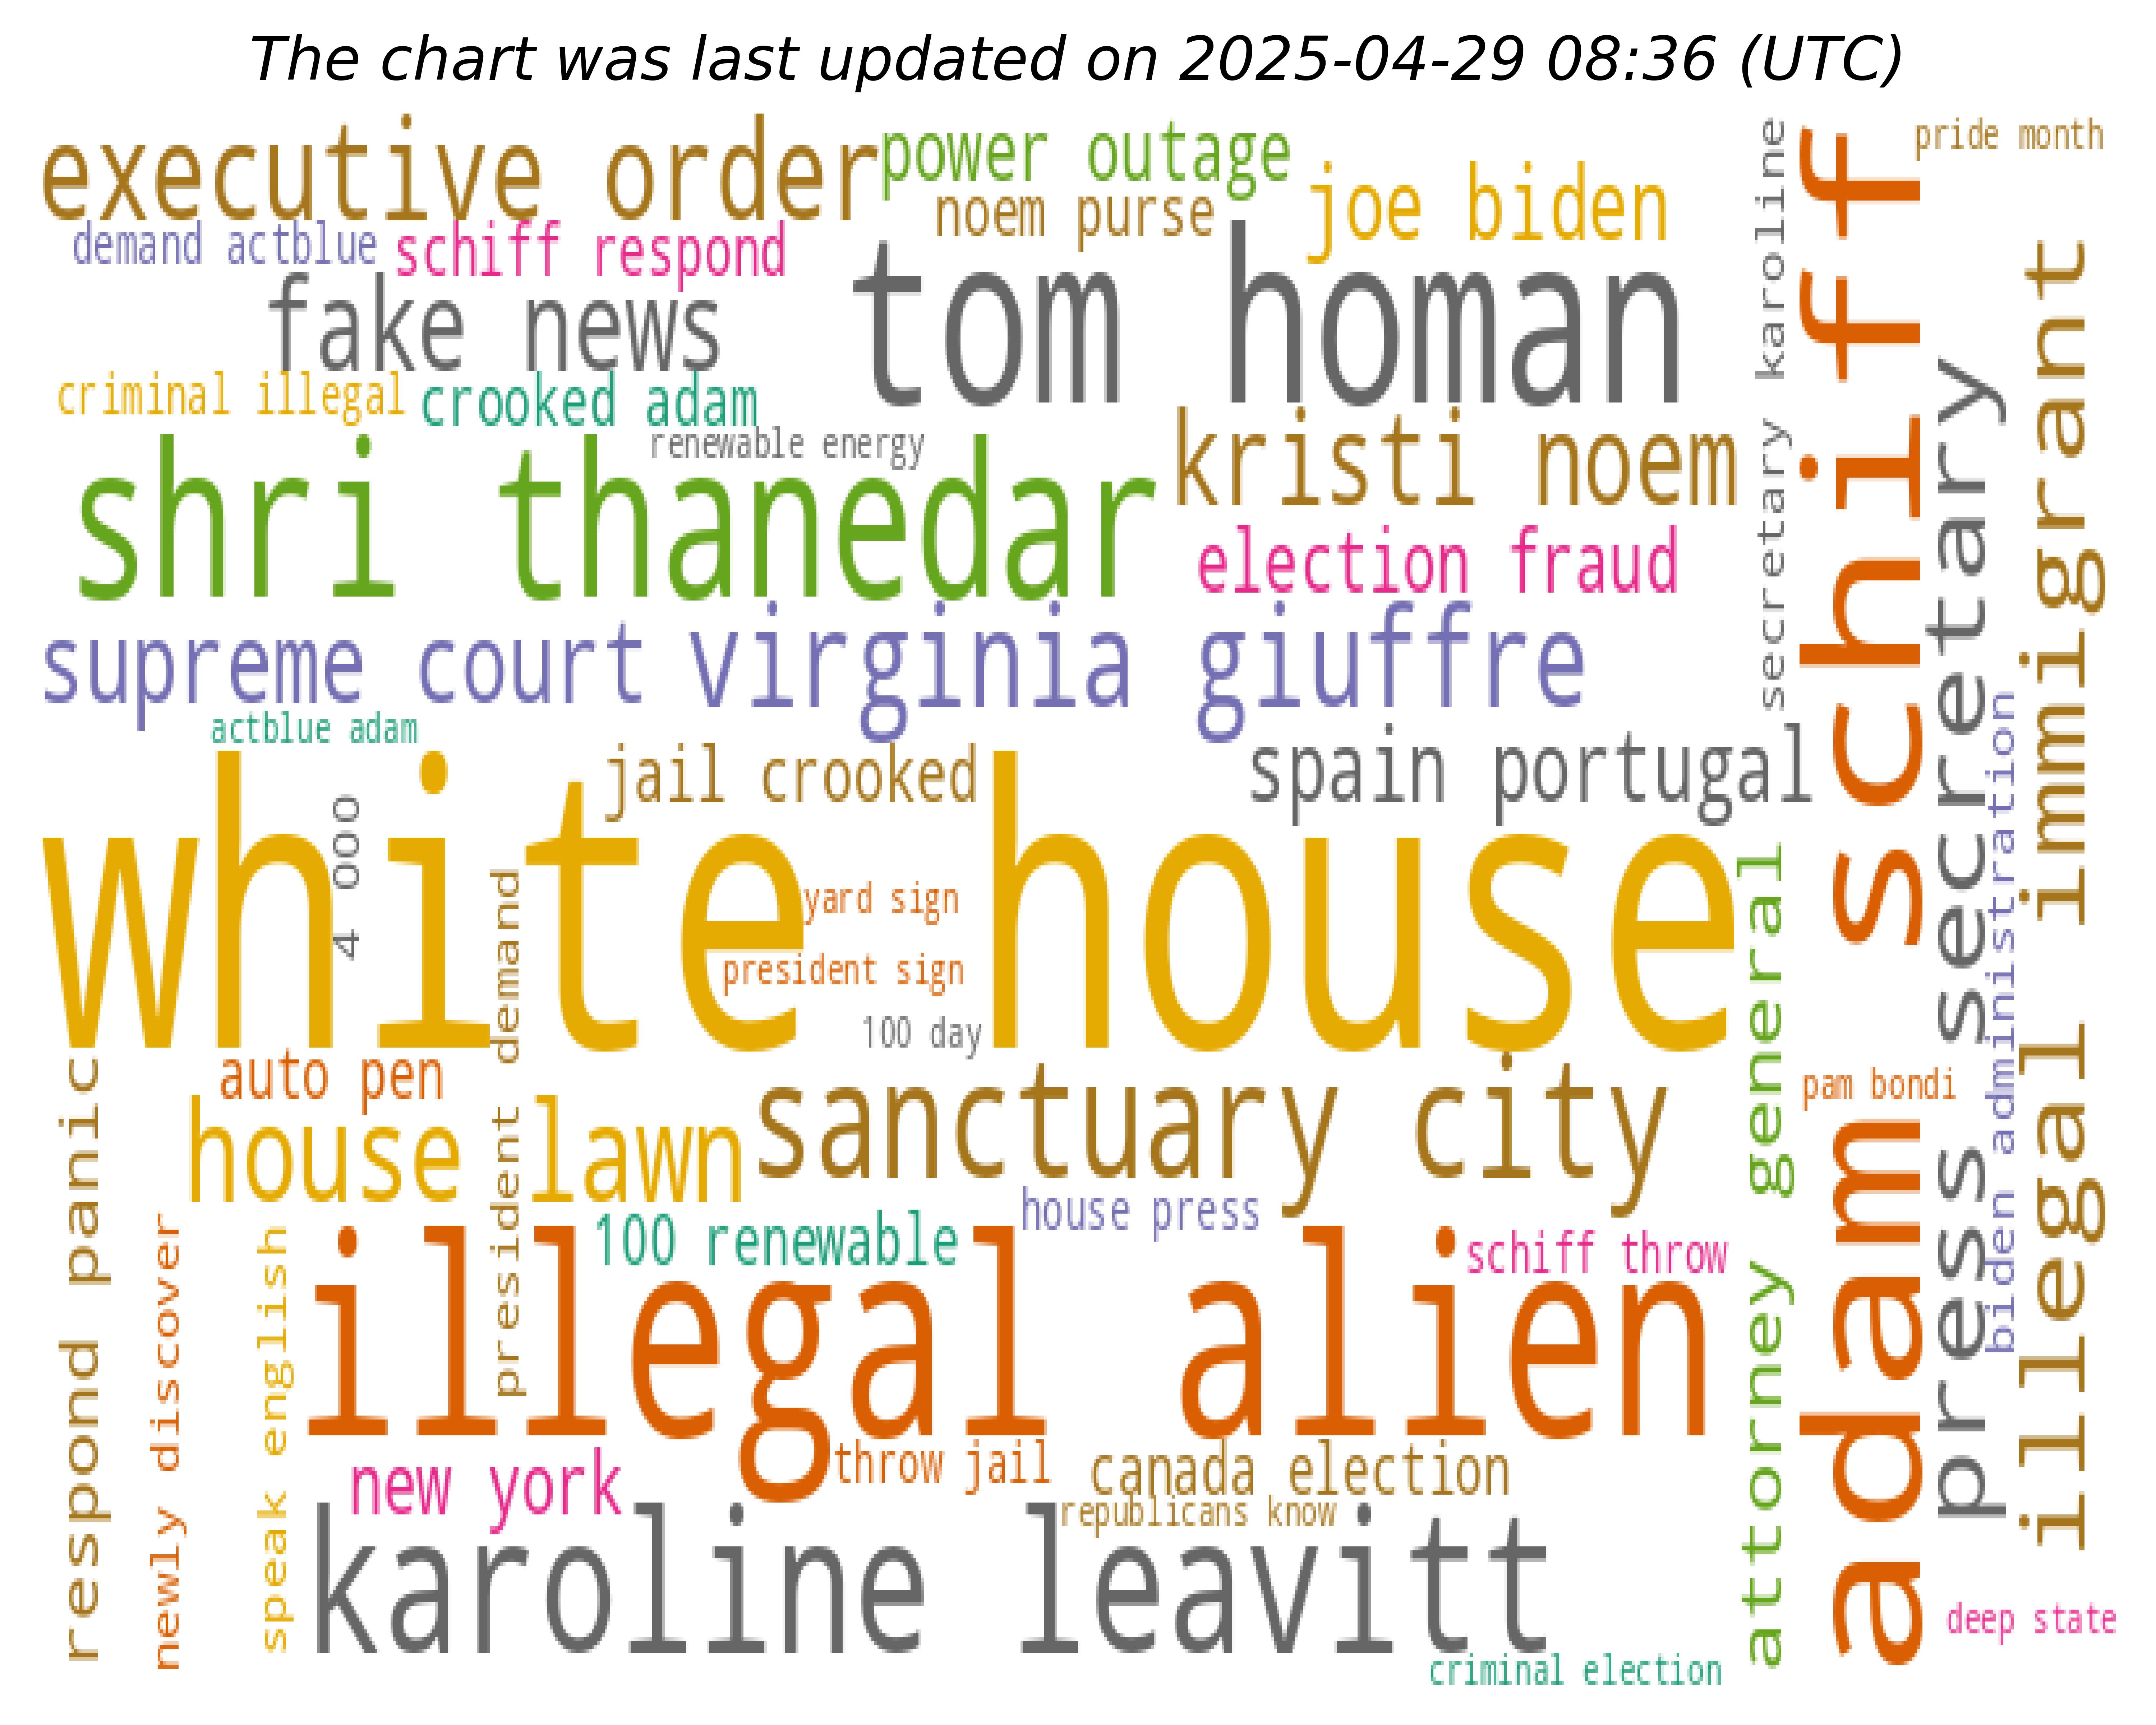 The chart was last updated on 2025-04-29 08:36 (UTC)
executive order
power outage
pride month
joe biden
noem purse
demand actblue
schiff respond
tom homan
fake news
criminal illegal
crooked adam
renewable energy
kristi noem
shri thanedar
election fraud
supreme court
virginia giuffre
actblue adam
jail crooked
spain portugal
white house
4 000
yard sign
president sign
100 day
auto pen
sanctuary city
pam bondi
house lawn
house press
100 renewable
schiff throw
illegal alien
new york
throw jail
canada election
republicans know
karoline leavitt
criminal election
deep state
respond panic
newly discover
speak english
president demand
secretary karoline
attorney general
adam schiff
press secretary
biden administration
illegal immigrant